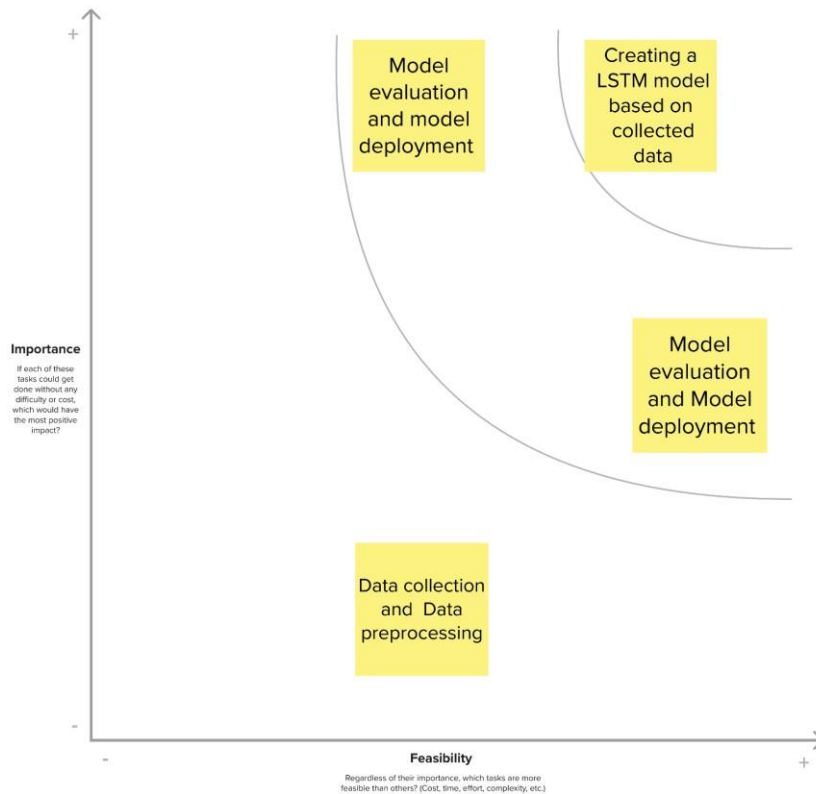 +
Model
evaluation
and model
deployment
Creating a
LSTM model
based on
collected
data
Importance
If each of these
tasks could get
done without any
difficulty or cost,
which would have
the most positive
impact?
Model
evaluation
and Model
deployment
Data collection
and Data
preprocessing
-
-
Feasibility
+
Regardless of their importance, which tasks are more
feasible than others? (Cost, time, effort, complexity, etc.)